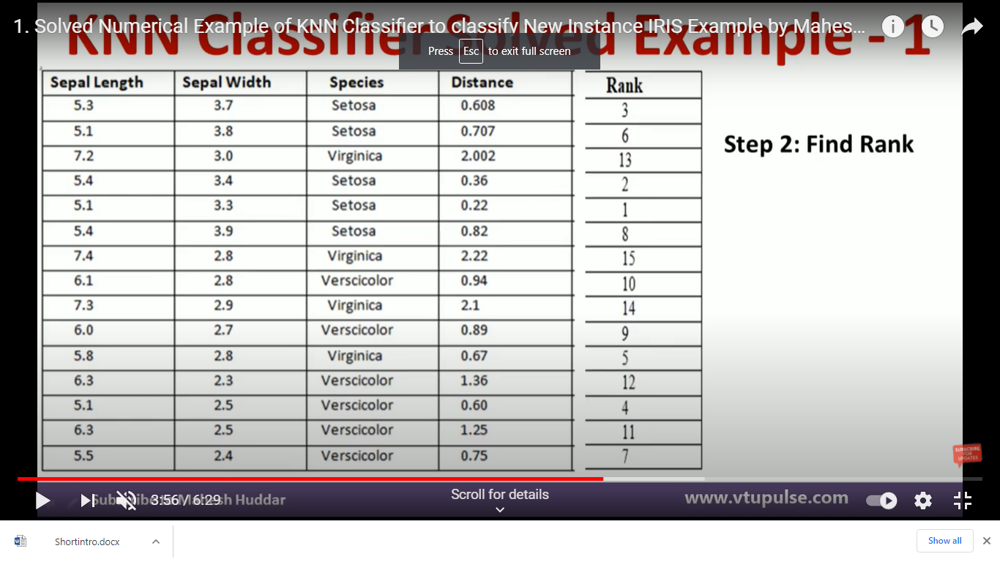 KNN Classifier Solved Example - 1
1. Solved Numerical Example of KNN Classifier to classify New Instance IRIS Example by Mahes...
Press Esc to exit full screen
Sepal Length Sepal Width Species Distance Rank
5.3 3.7 Setosa 0.608 3
5.1 3.8 Setosa 0.707 6
7.2 3.0 Virginica 2.002 13
5.4 3.4 Setosa 0.36 2
5.1 3.3 Setosa 0.22 1
5.4 3.9 Setosa 0.82 8
7.4 2.8 Virginica 2.22 15
6.1 2.8 Verscicolor 0.94 10
7.3 2.9 Virginica 2.1 14
6.0 2.7 Verscicolor 0.89 9
5.8 2.8 Virginica 0.67 5
6.3 2.3 Verscicolor 1.36 12
5.1 2.5 Verscicolor 0.60 4
6.3 2.5 Verscicolor 1.25 11
5.5 2.4 Verscicolor 0.75 7
Step 2: Find Rank
SUBSCRIBE
FOR
UPDATES
Mahesh Huddar
3:56 / 6:29
Scroll for details
www.vtupulse.com
Shortintro.docx
Show all